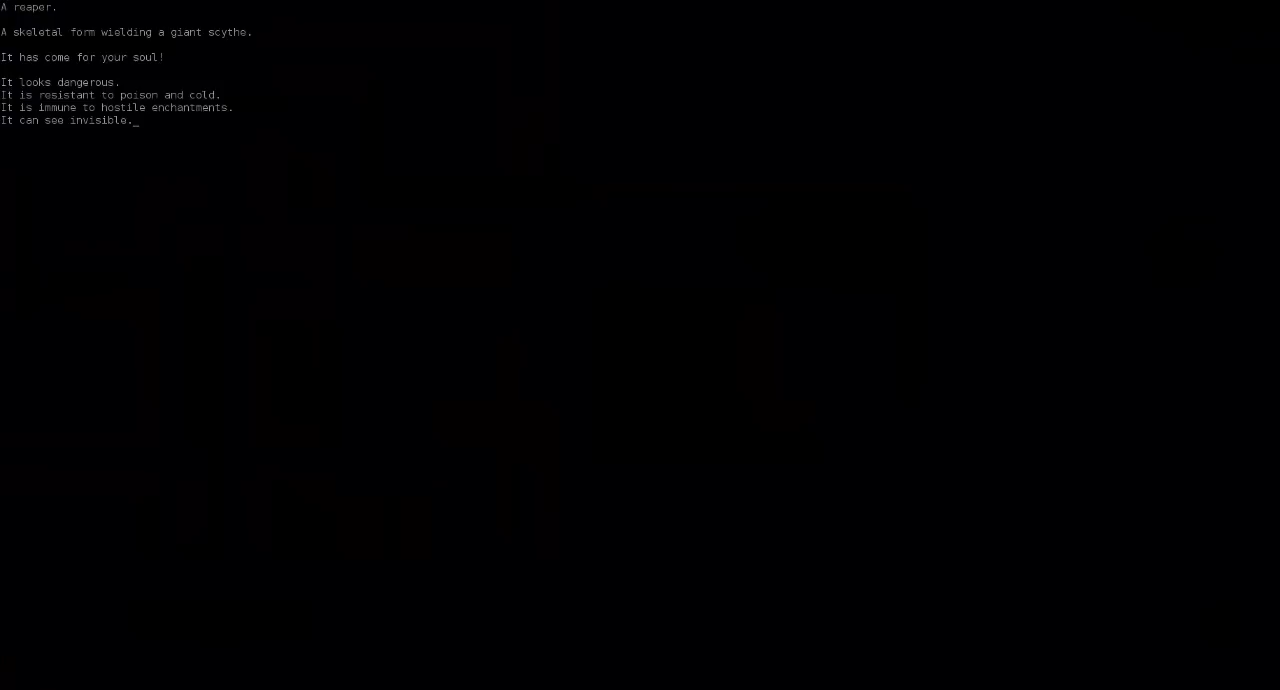 A reaper.
A skeletal form wielding a giant scythe.
It has come for your soul!
It looks dangerous.
It is resistant to poison and cold.
It is immune to hostile enchantments.
It can see invisible._